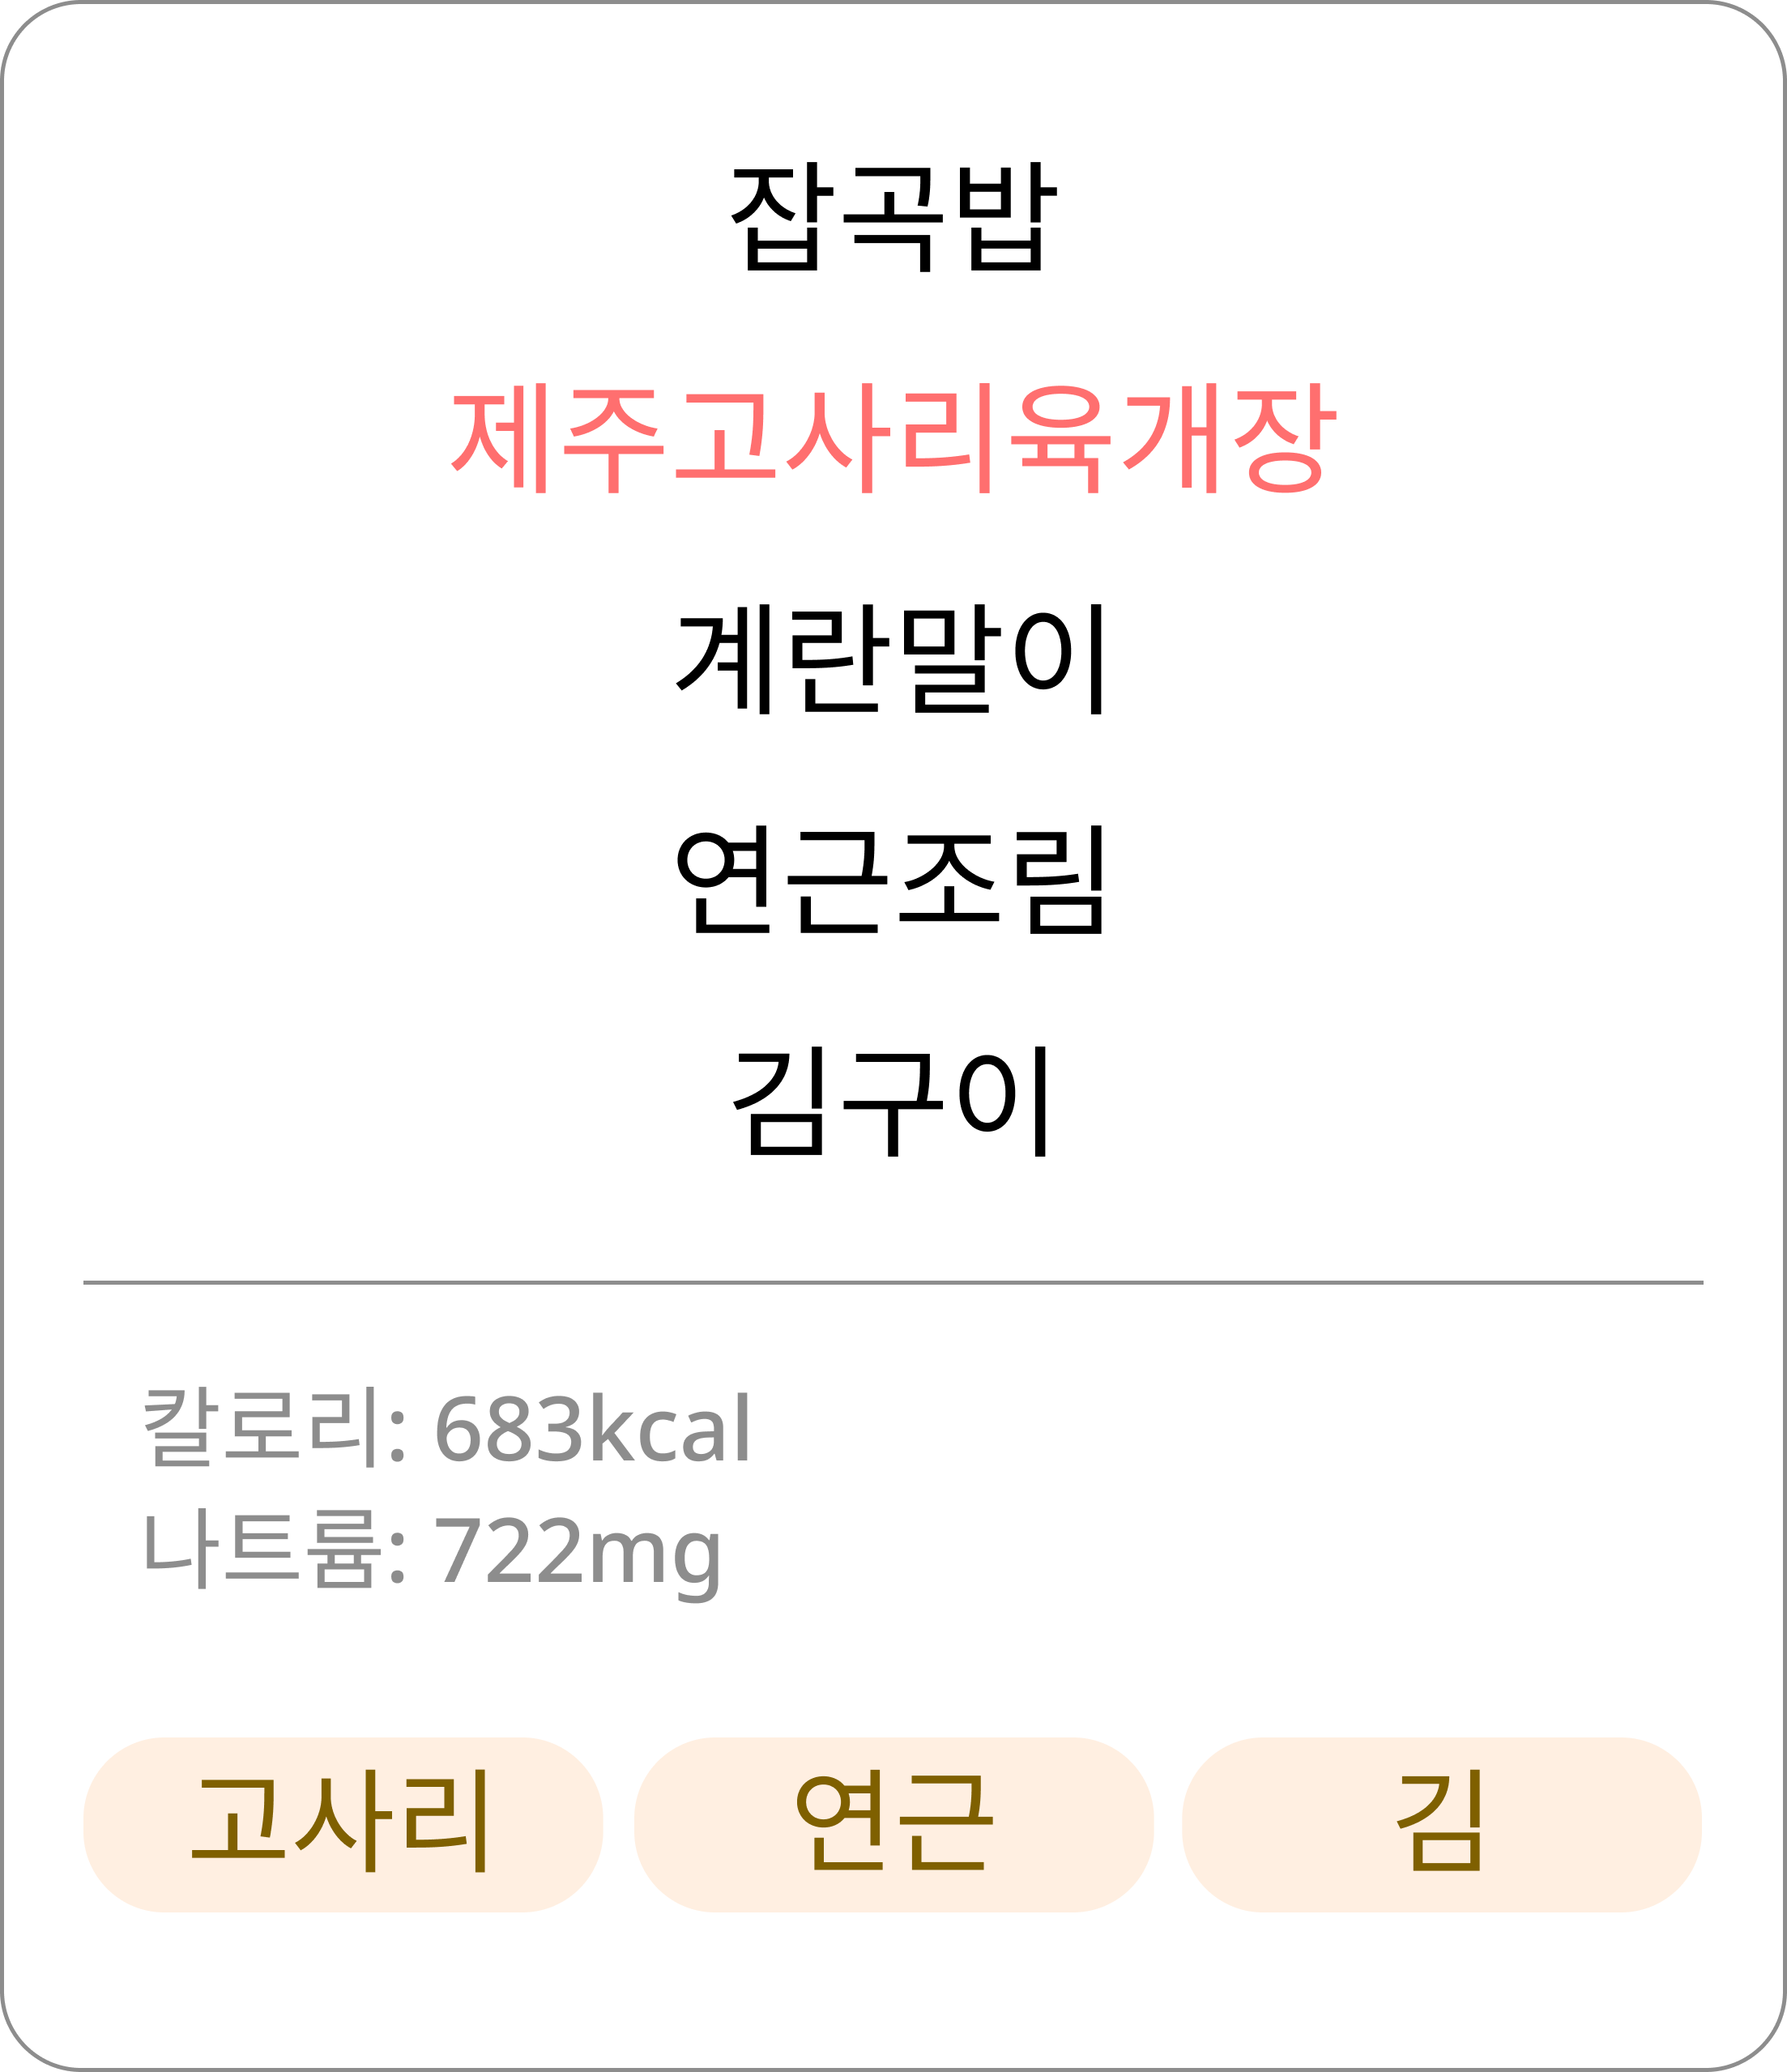 잡곡밥
제스고사리육개장
계란말이
연근조림
김구이
칼로리: 683kcal
나트륨: 722mg
고사리
연근
김